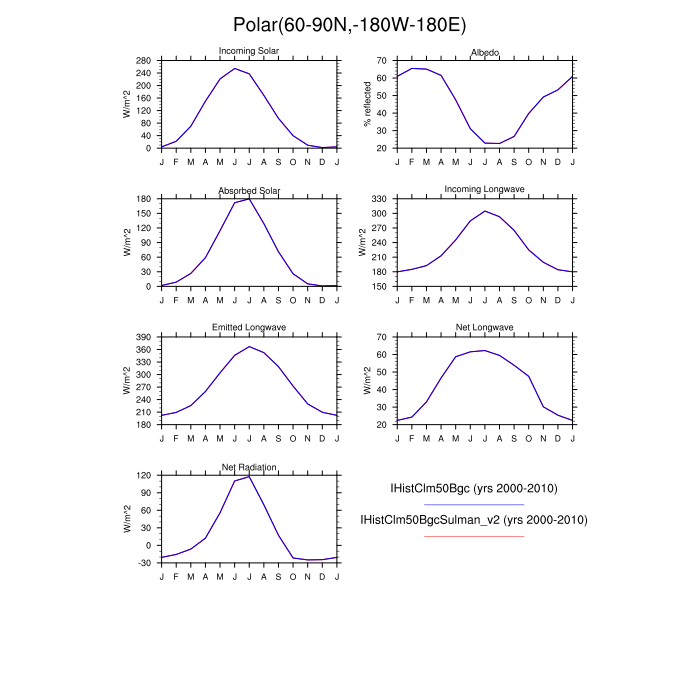 Polar(60-90N,-180W-180E)
Incoming Solar
W/m^2
280
240
200
160
120
80
40
0
J F M A M J J A S O N D J
Albedo
% reflected
70
60
50
40
30
20
J F M A M J J A S O N D J
Absorbed Solar
W/m^2
180
150
120
90
60
30
0
J F M A M J J A S O N D J
Incoming Longwave
W/m^2
330
300
270
240
210
180
150
J F M A M J J A S O N D J
Emitted Longwave
W/m^2
390
360
330
300
270
240
210
180
J F M A M J J A S O N D J
Net Longwave
W/m^2
70
60
50
40
30
20
J F M A M J J A S O N D J
Net Radiation
W/m^2
120
90
60
30
0
-30
J F M A M J J A S O N D J
IHistClm50Bgc (yrs 2000-2010)
IHistClm50BgcSulman_v2 (yrs 2000-2010)